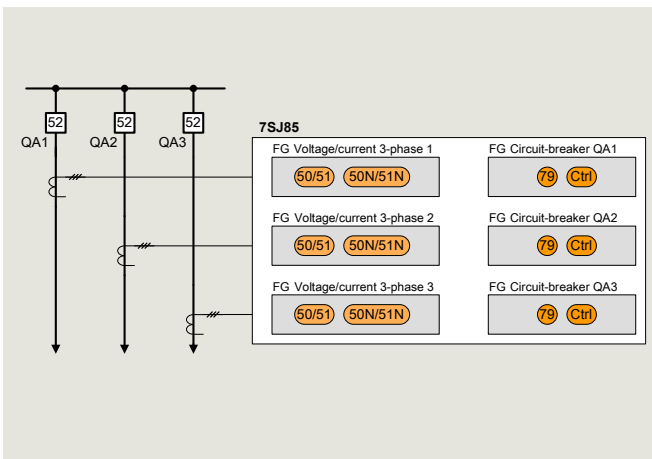 52 52 52
QA1 QA2 QA3
7SJ85
FG Voltage/current 3-phase 1 FG Circuit-breaker QA1
50/51 50N/51N 79 Ctrl
FG Voltage/current 3-phase 2 FG Circuit-breaker QA2
50/51 50N/51N 79 Ctrl
FG Voltage/current 3-phase 3 FG Circuit-breaker QA3
50/51 50N/51N 79 Ctrl